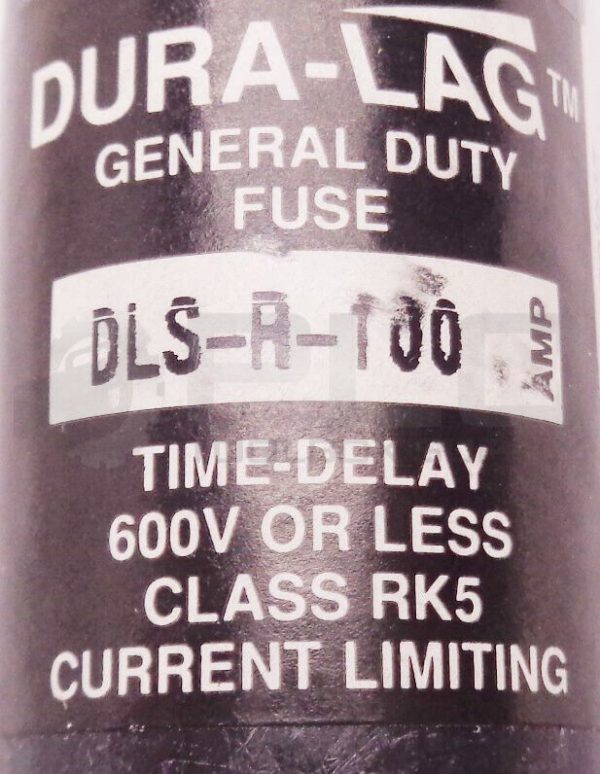 DURA-LAG™
GENERAL DUTY
FUSE
DLS-R-100 AMP
TIME-DELAY
600V OR LESS
CLASS RK5
CURRENT LIMITING